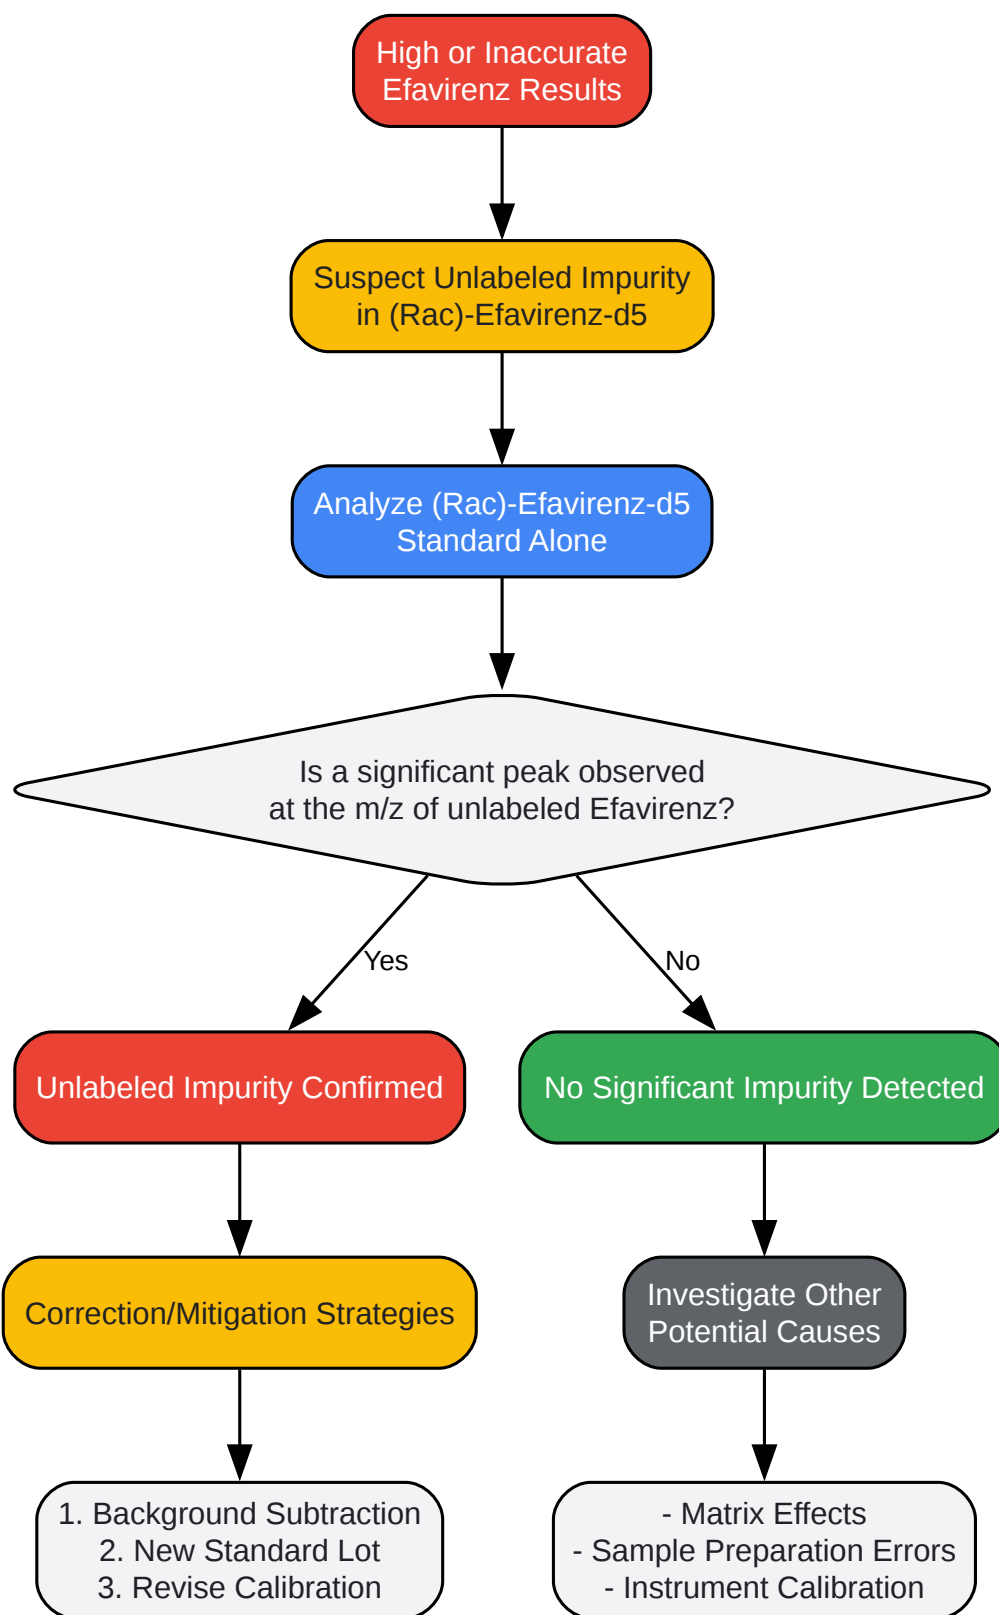 High or Inaccurate
Efavirenz Results
Suspect Unlabeled Impurity
in (Rac)-Efavirenz-d5
Analyze (Rac)-Efavirenz-d5
Standard Alone
Is a significant peak observed
at the m/z of unlabeled Efavirenz?
Yes
No
Unlabeled Impurity Confirmed
No Significant Impurity Detected
Correction/Mitigation Strategies
Investigate Other
Potential Causes
1. Background Subtraction
2. New Standard Lot
3. Revise Calibration
- Matrix Effects
- Sample Preparation Errors
- Instrument Calibration